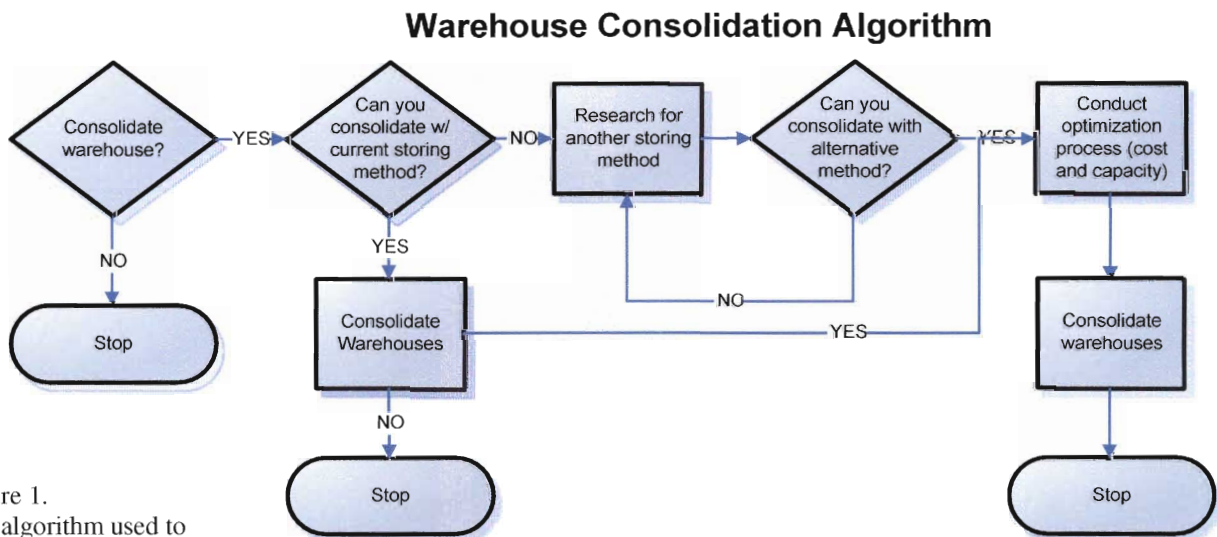 Warehouse Consolidation Algorithm
Consolidate
warehouse?
YES
Can you
consolidate w/
current storing
method?
NO
Research for
another storing
method
Can you
consolidate with
alternative
method?
YES
Conduct
optimization
process (cost
and capacity)
NO
YES
NO
Stop
Consolidate
Warehouses
YES
Consolidate
warehouses
NO
Stop
Stop
re 1.
algorithm used to